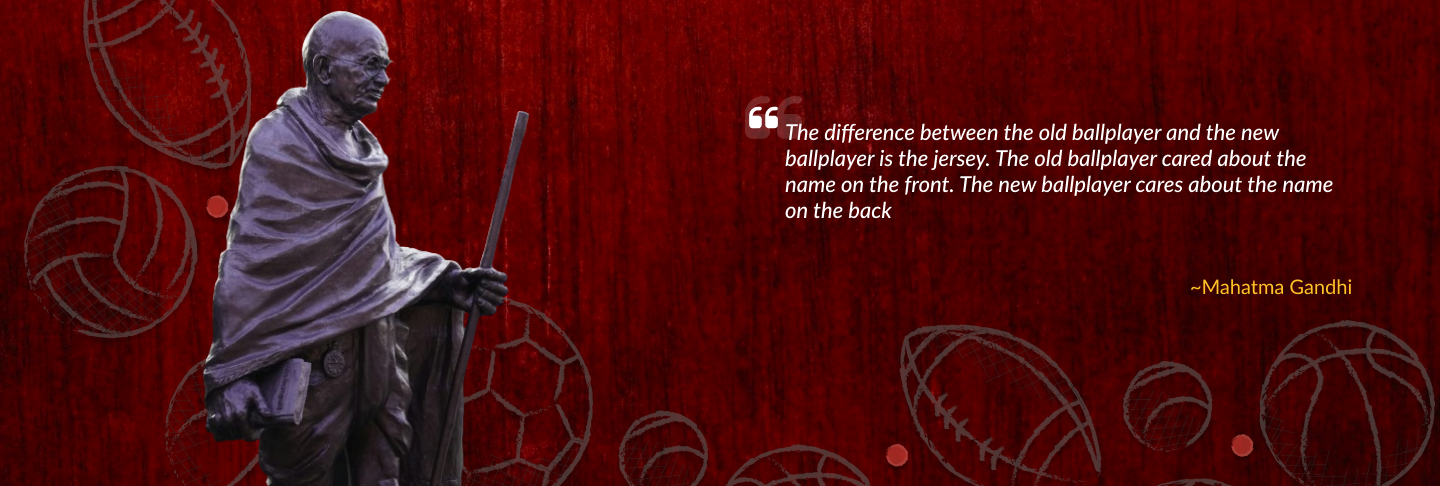 ❝
The difference between the old ballplayer and the new
ballplayer is the jersey. The old ballplayer cared about the
name on the front. The new ballplayer cares about the name
on the back
~Mahatma Gandhi